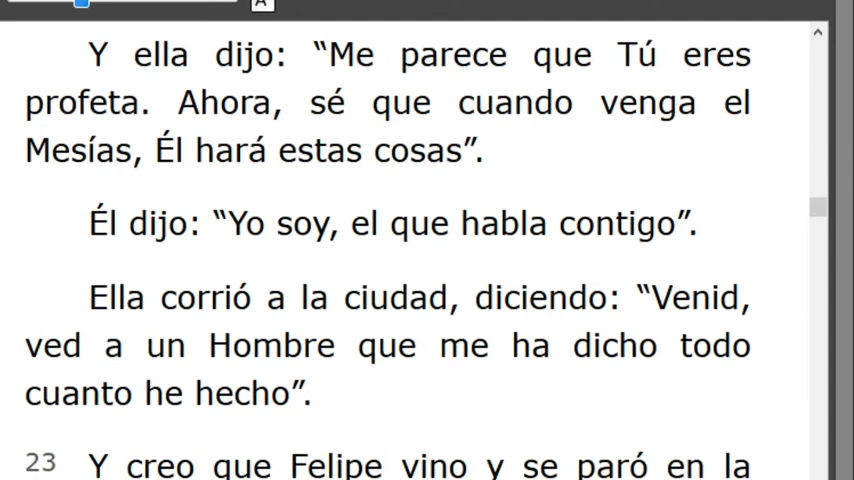 A
Y ella dijo: “Me parece que Tú eres
profeta. Ahora, sé que cuando venga el
Mesías, Él hará estas cosas”.
Él dijo: “Yo soy, el que habla contigo”.
Ella corrió a la ciudad, diciendo: “Venid,
ved a un Hombre que me ha dicho todo
cuanto he hecho”.
23 Y creo que Felipe vino y se paró en la